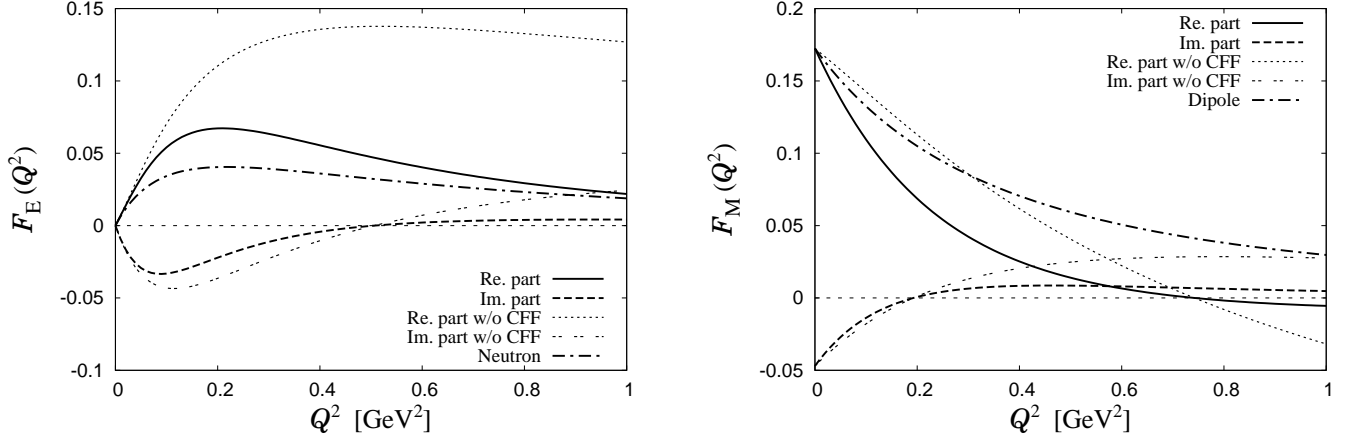 0.15
0.1
0.05
0
-0.05
-0.1
F_E (Q^2)
Re. part
Im. part
Re. part w/o CFF
Im. part w/o CFF
Neutron
0 0.2 0.4 0.6 0.8 1
Q^2 [GeV^2]
0.2
0.15
0.1
0.05
0
-0.05
F_M (Q^2)
Re. part
Im. part
Re. part w/o CFF
Im. part w/o CFF
Dipole
0 0.2 0.4 0.6 0.8 1
Q^2 [GeV^2]